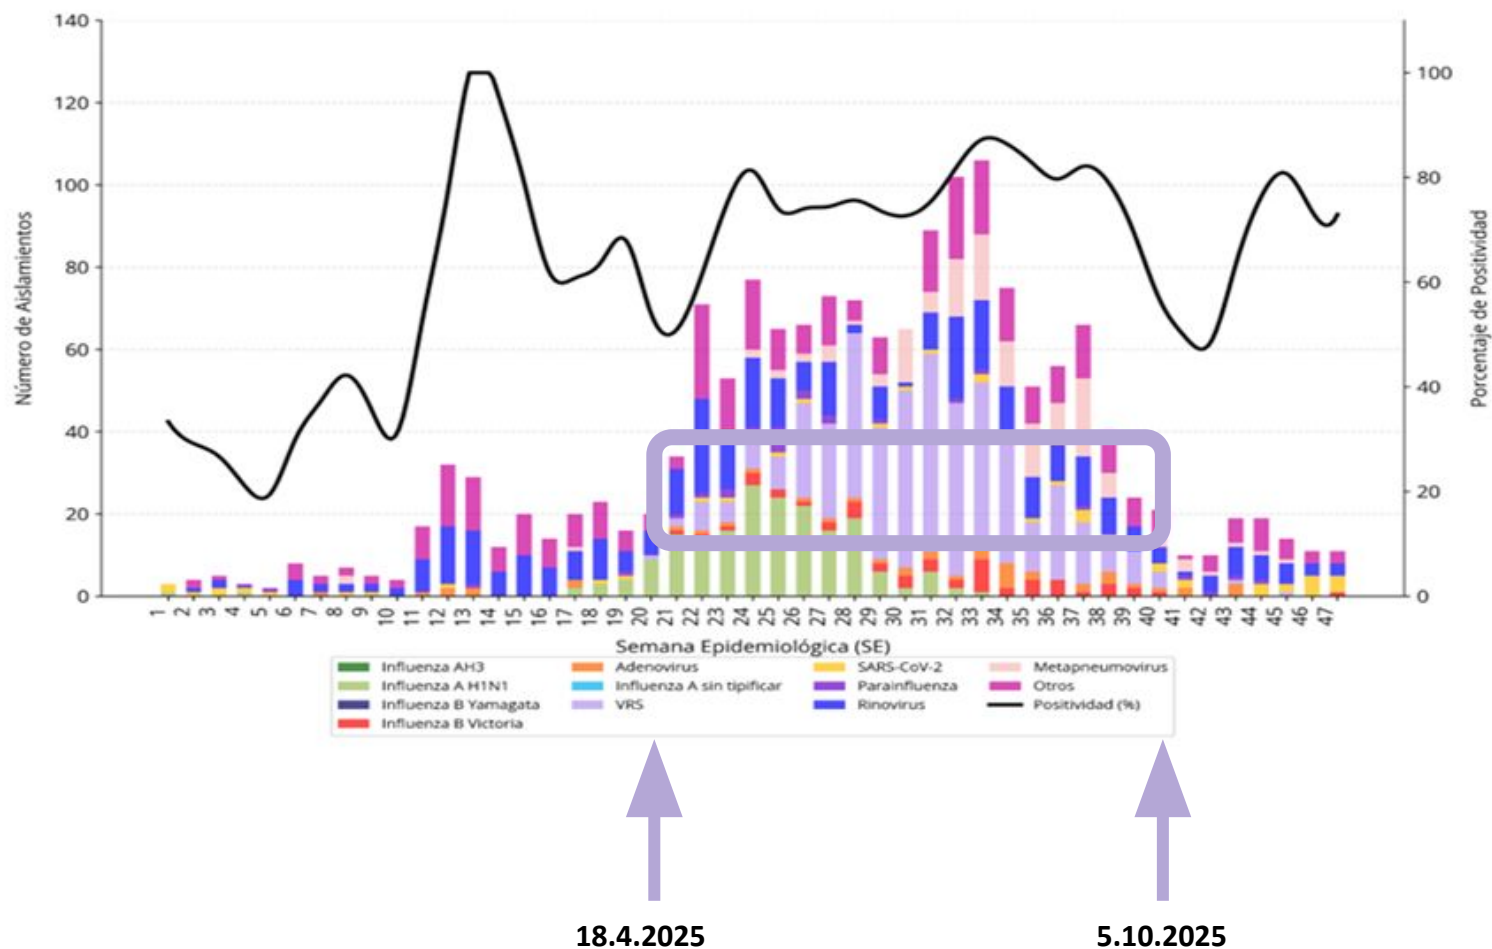 140
120
100
80
60
40
20
0
Número de Aislamientos
100
80
60
40
20
0
Porcentaje de Positividad
1 2 3 4 5 6 7 8 9 10 11 12 13 14 15 16 17 18 19 20 21 22 23 24 25 26 27 28 29 30 31 32 33 34 35 36 37 38 39 40 41 42 43 44 45 46 47
Semana Epidemiológica (SE)
Influenza AH3 Adenovirus SARS-CoV-2 Metapneumovirus
Influenza A H1N1 Influenza A sin tipificar Parainfluenza Otros
Influenza B Yamagata VRS Rinovirus Positividad (%)
Influenza B Victoria
18.4.2025 5.10.2025